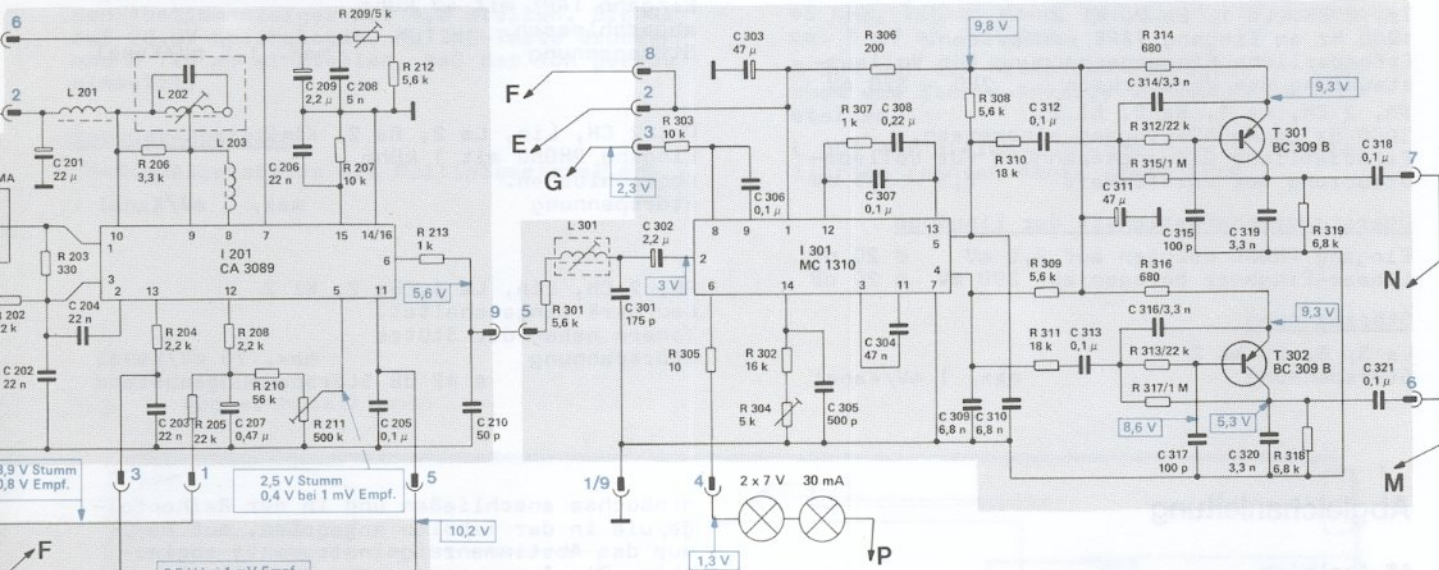 6
R 209/5 k
L 202
C 209
2,2 µ
C 208
5 n
R 212
5,6 k
2
L 201
L 203
C 201
22 µ
R 206
3,3 k
C 206
22 n
R 207
10 k
MA
R 203
330
10
9
8
7
15
14/16
1
3
2
13
12
5
11
6
I 201
CA 3089
R 213
1 k
5,6 V
R 202
2 k
C 204
22 n
R 204
2,2 k
R 208
2,2 k
R 210
56 k
C 202
22 n
C 203
22 n
R 205
22 k
C 207
0,47 µ
R 211
500 k
C 205
0,1 µ
C 210
50 p
9
5
3
1
5
3,9 V Stumm
0,8 V Empf.
2,5 V Stumm
0,4 V bei 1 mV Empf.
10,2 V
F
8
F
2
E
3
G
2,3 V
C 303
47 µ
R 303
10 k
C 306
0,1 µ
R 306
200
R 307
1 k
C 308
0,22 µ
C 307
0,1 µ
L 301
C 302
2,2 µ
3 V
R 301
5,6 k
C 301
175 p
8
9
1
12
13
5
4
2
6
14
3
11
7
I 301
MC 1310
R 305
10
R 302
16 k
R 304
5 k
C 305
500 p
C 304
47 n
C 309
6,8 n
C 310
6,8 n
1/9
4
2 x 7 V
30 mA
1,3 V
P
9,8 V
R 308
5,6 k
R 310
18 k
C 312
0,1 µ
R 314
680
C 314/3,3 n
R 312/22 k
R 315/1 M
9,3 V
T 301
BC 309 B
C 311
47 µ
C 315
100 p
C 319
3,3 n
R 319
6,8 k
C 318
0,1 µ
7
N
R 309
5,6 k
R 316
680
C 316/3,3 n
R 311
18 k
C 313
0,1 µ
R 313/22 k
R 317/1 M
9,3 V
T 302
BC 309 B
8,6 V
5,3 V
C 317
100 p
C 320
3,3 n
R 318
6,8 k
C 321
0,1 µ
6
M